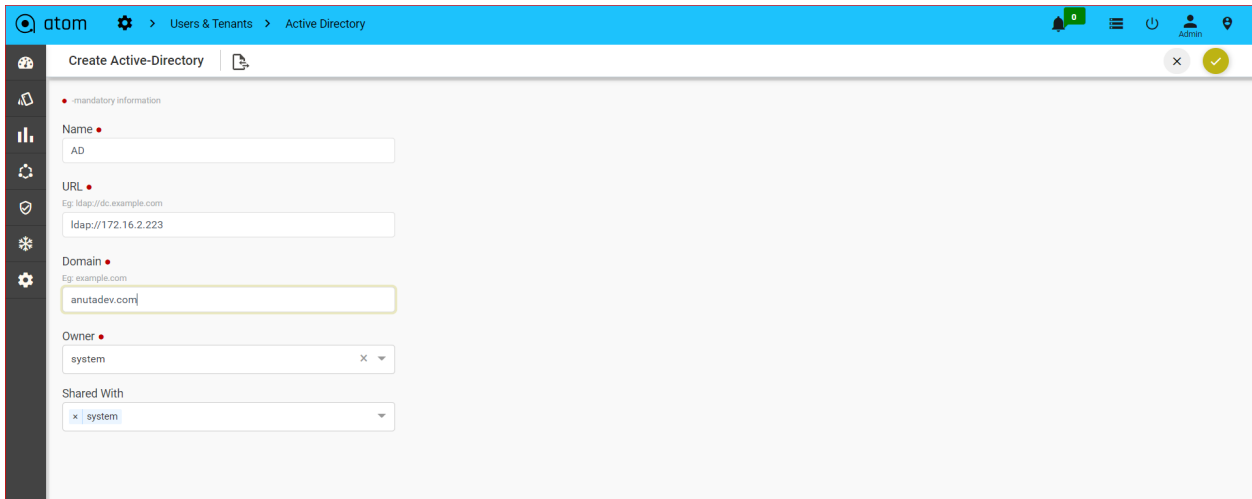 atom > Users & Tenants > Active Directory
0
Admin
Create Active-Directory
-mandatory information
Name
AD
URL
Eg: ldap://dc.example.com
ldap://172.16.2.223
Domain
Eg: example.com
anutadev.com
Owner
system
Shared With
× system